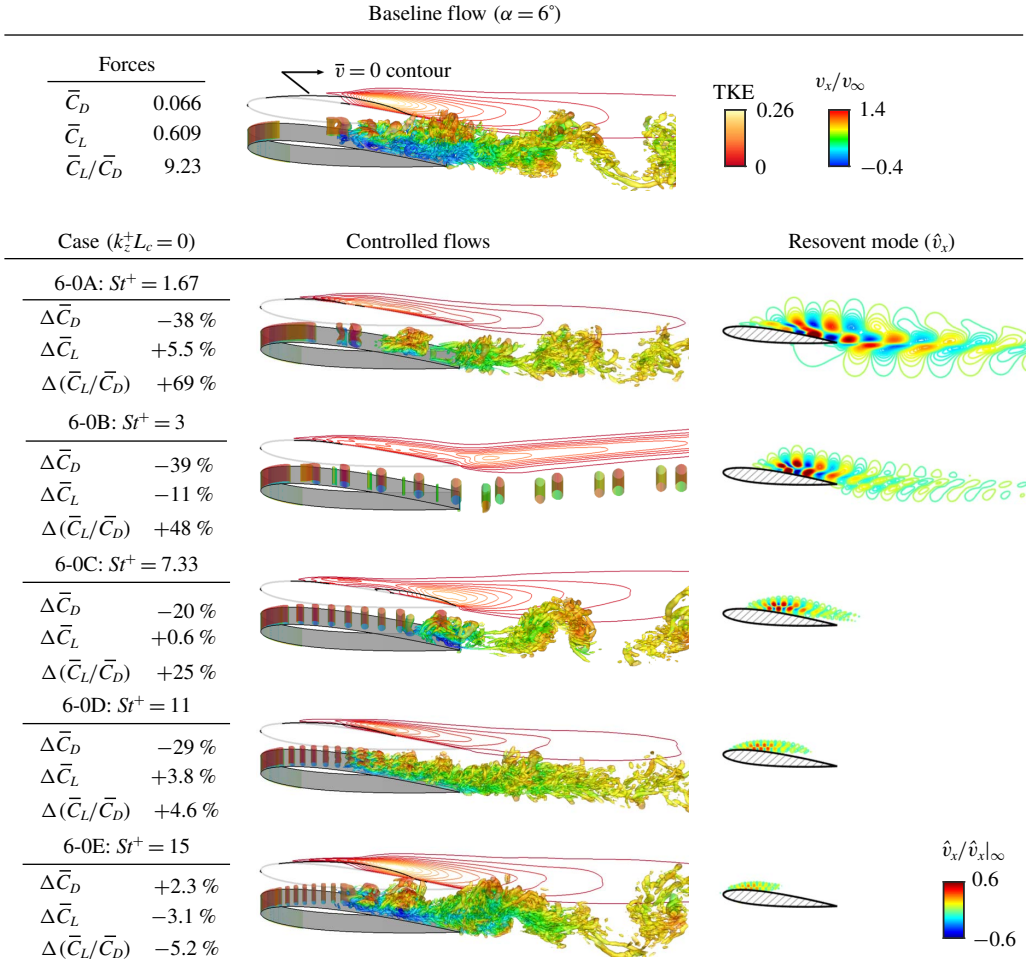 Baseline flow (α = 6°)
Forces
C̅_D 0.066
C̅_L 0.609
C̅_L/C̅_D 9.23
v̅ = 0 contour
TKE
0.26
0
v_x/v_∞
1.4
−0.4
Case (k_z^+ L_c = 0) Controlled flows Resovent mode (v̂_x)
6-0A: St^+ = 1.67
ΔC̅_D −38 %
ΔC̅_L +5.5 %
Δ(C̅_L/C̅_D) +69 %
6-0B: St^+ = 3
ΔC̅_D −39 %
ΔC̅_L −11 %
Δ(C̅_L/C̅_D) +48 %
6-0C: St^+ = 7.33
ΔC̅_D −20 %
ΔC̅_L +0.6 %
Δ(C̅_L/C̅_D) +25 %
6-0D: St^+ = 11
ΔC̅_D −29 %
ΔC̅_L +3.8 %
Δ(C̅_L/C̅_D) +4.6 %
6-0E: St^+ = 15
ΔC̅_D +2.3 %
ΔC̅_L −3.1 %
Δ(C̅_L/C̅_D) −5.2 %
v̂_x/v̂_x|_∞
0.6
−0.6